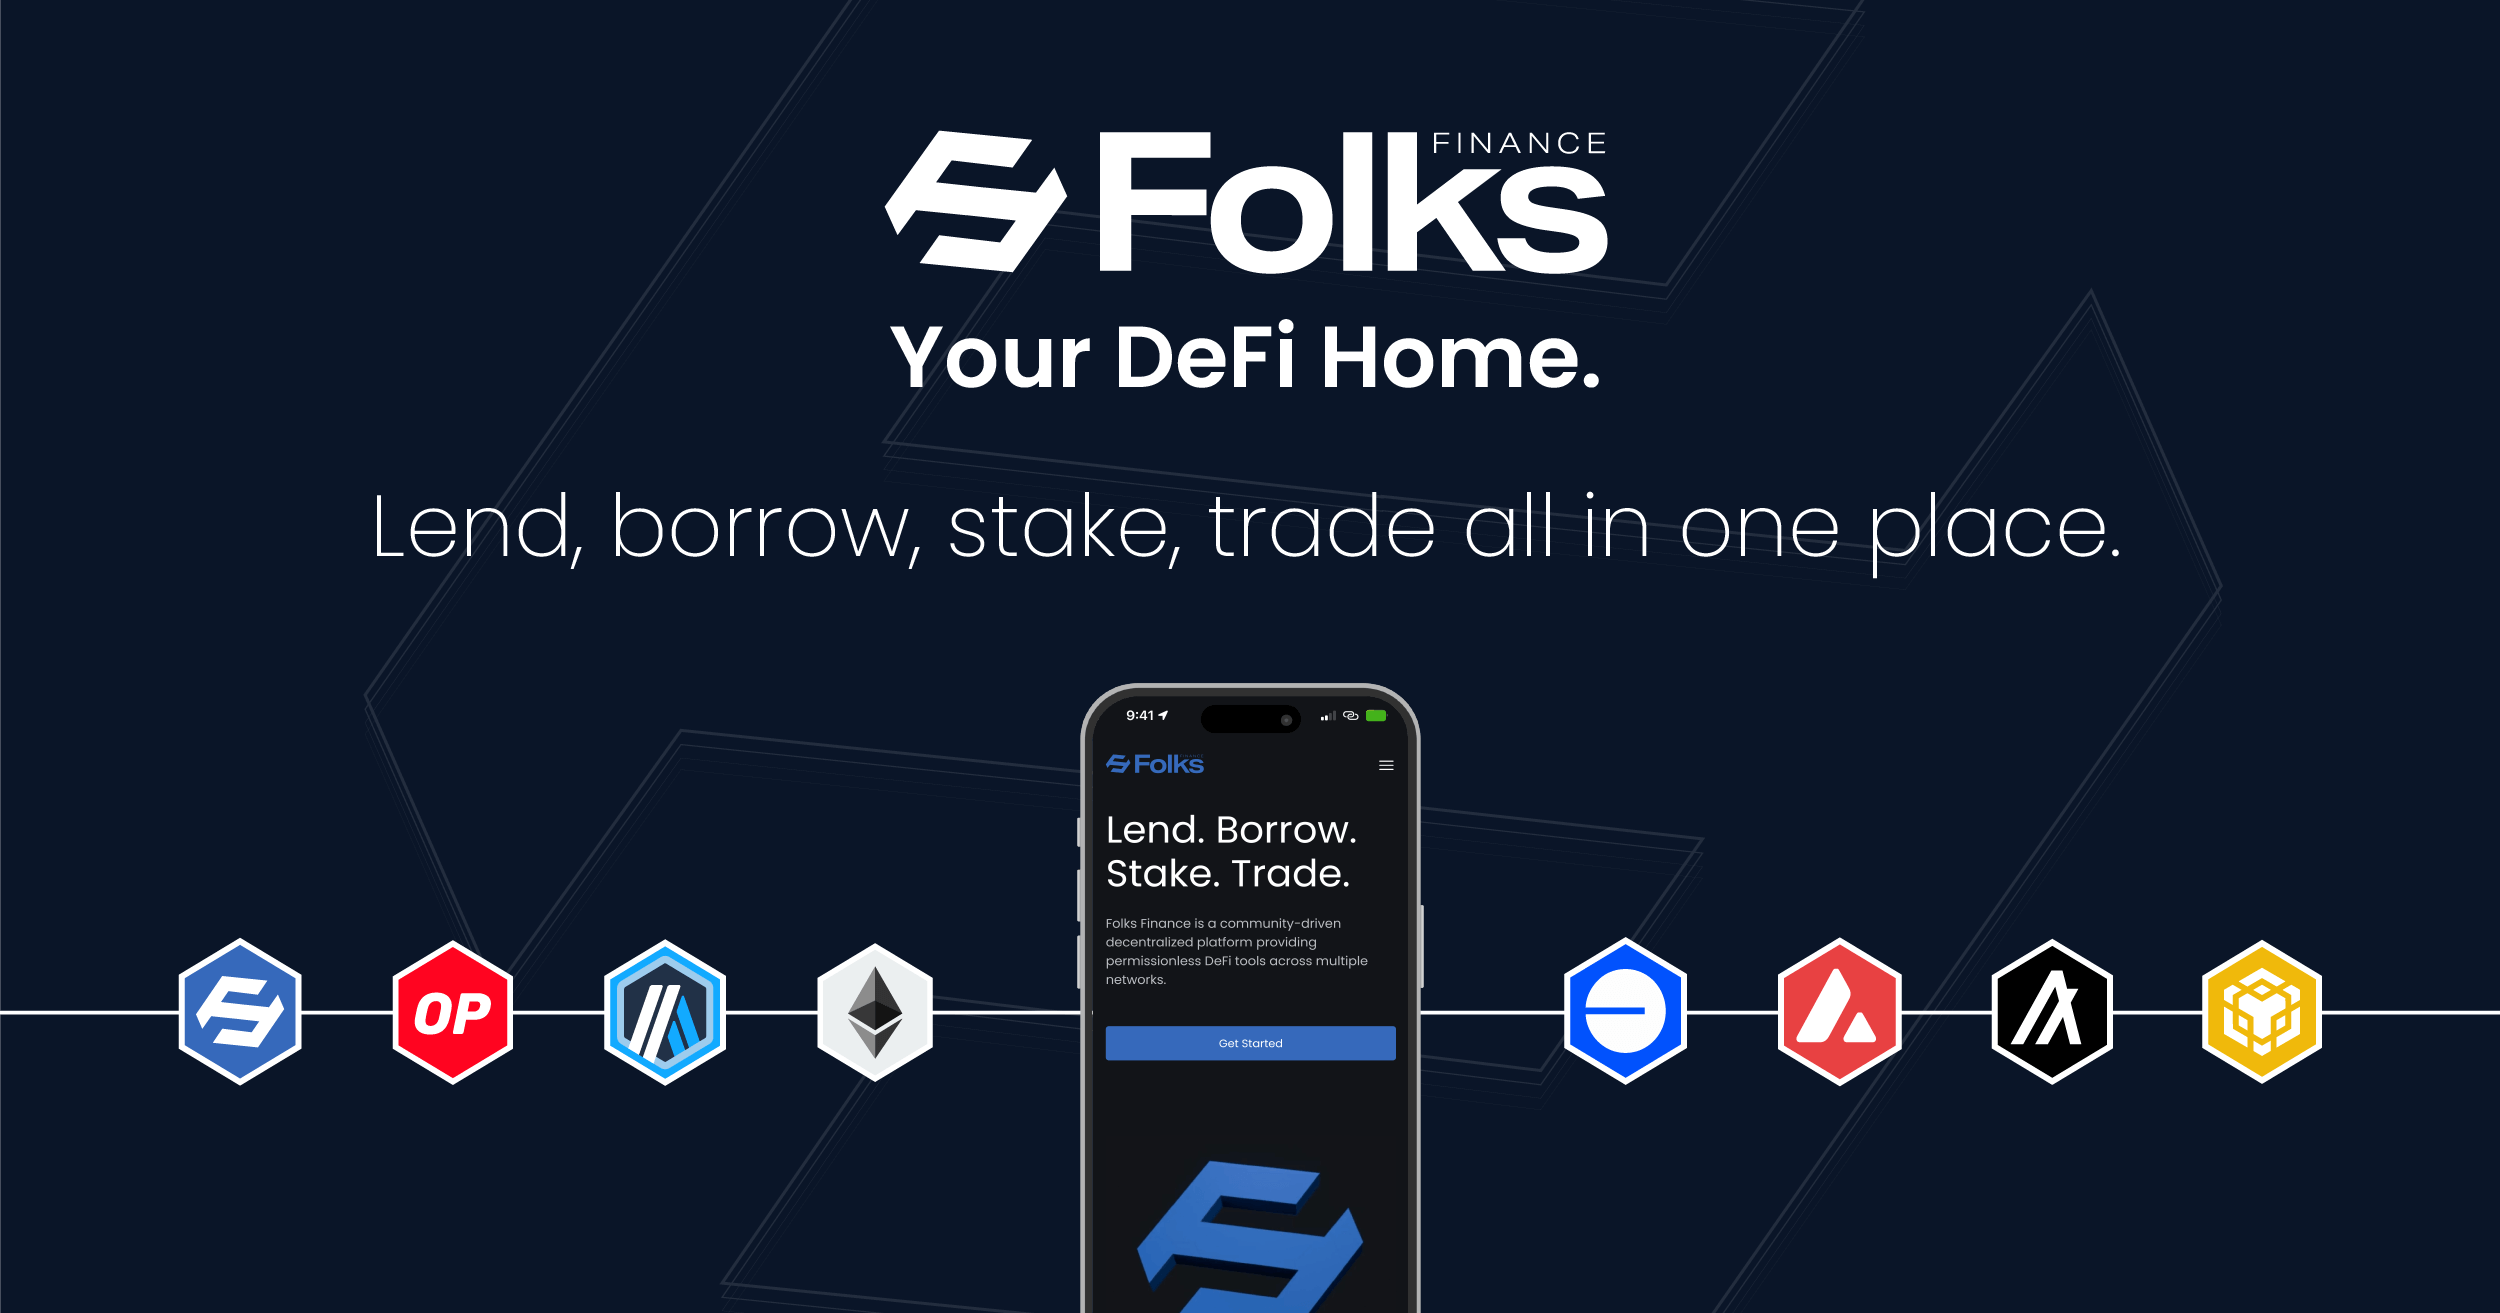 Folks FINANCE
Your DeFi Home.
Lend, borrow, stake, trade all in one place.
9:41
Folks FINANCE
Lend. Borrow.
Stake. Trade.
Folks Finance is a community-driven
decentralized platform providing
permissionless DeFi tools across multiple
networks.
OP
Get Started